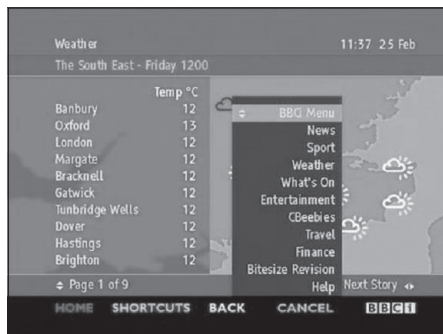 Weather 11:37 25 Feb
The South East - Friday 1200
Temp °C
Banbury 12
Oxford 13
London 12
Margate 12
Bracknell 12
Gatwick 12
Tunbridge Wells 12
Dover 12
Hastings 12
Brighton 12
BBC Menu
News
Sport
Weather
What's On
Entertainment
CBeebies
Travel
Finance
Bitesize Revision
Help
Page 1 of 9 Next Story
HOME SHORTCUTS BACK CANCEL BBCi